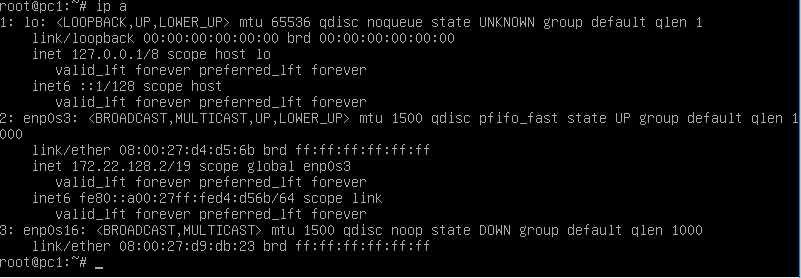 root@pc1:~# ip a
1: lo: <LOOPBACK,UP,LOWER_UP> mtu 65536 qdisc noqueue state UNKNOWN group default qlen 1
    link/loopback 00:00:00:00:00:00 brd 00:00:00:00:00:00
    inet 127.0.0.1/8 scope host lo
       valid_lft forever preferred_lft forever
    inet6 ::1/128 scope host
       valid_lft forever preferred_lft forever
2: enp0s3: <BROADCAST,MULTICAST,UP,LOWER_UP> mtu 1500 qdisc pfifo_fast state UP group default qlen 1
000
    link/ether 08:00:27:d4:d5:6b brd ff:ff:ff:ff:ff:ff
    inet 172.22.128.2/19 scope global enp0s3
       valid_lft forever preferred_lft forever
    inet6 fe80::a00:27ff:fed4:d56b/64 scope link
       valid_lft forever preferred_lft forever
3: enp0s16: <BROADCAST,MULTICAST> mtu 1500 qdisc noop state DOWN group default qlen 1000
    link/ether 08:00:27:d9:db:23 brd ff:ff:ff:ff:ff:ff
root@pc1:~# _